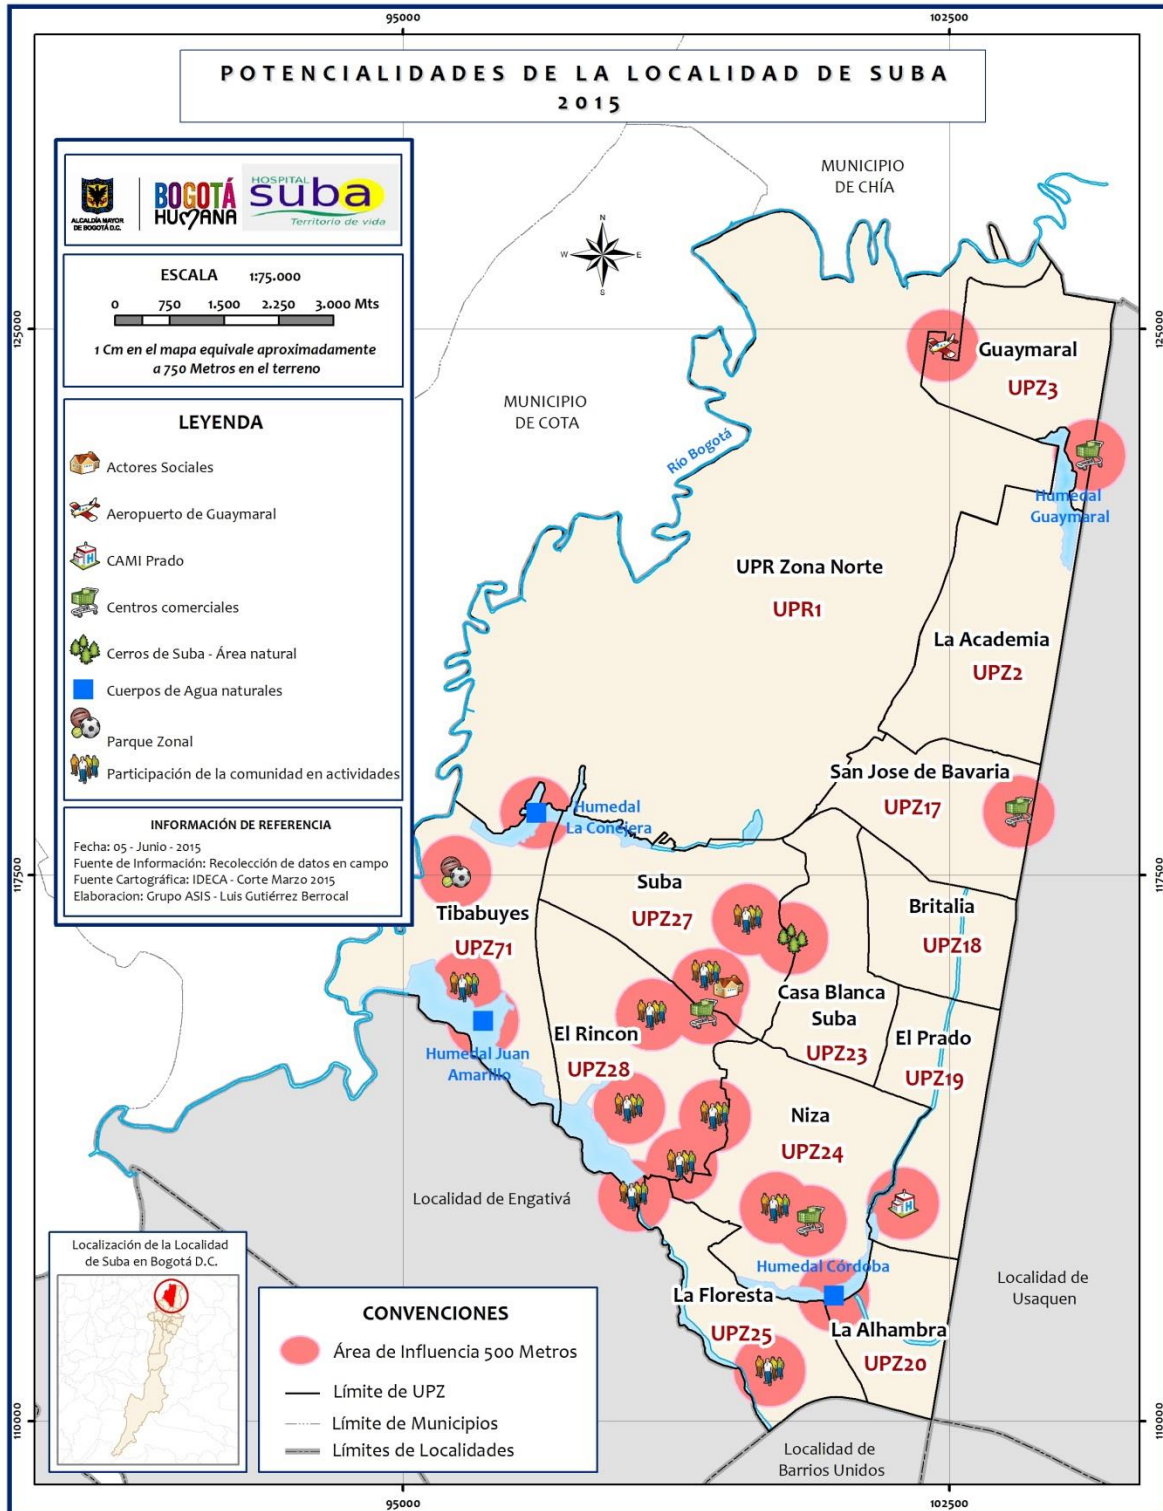 95000
102500
POTENCIALIDADES DE LA LOCALIDAD DE SUBA
2015
ALCALDÍA MAYOR
DE BOGOTÁ D.C.
BOGOTÁ
HUMANA
HOSPITAL
suba
Territorio de vida
ESCALA 1:75.000
0 750 1.500 2.250 3.000 Mts
1 Cm en el mapa equivale aproximadamente
a 750 Metros en el terreno
LEYENDA
Actores Sociales
Aeropuerto de Guaymaral
CAMI Prado
Centros comerciales
Cerros de Suba - Área natural
Cuerpos de Agua naturales
Parque Zonal
Participación de la comunidad en actividades
INFORMACIÓN DE REFERENCIA
Fecha: 05 - Junio - 2015
Fuente de Información: Recolección de datos en campo
Fuente Cartográfica: IDECA - Corte Marzo 2015
Elaboracion: Grupo ASIS - Luis Gutiérrez Berrocal
N
W E
S
MUNICIPIO
DE CHÍA
125000
125000
Guaymaral
UPZ3
MUNICIPIO
DE COTA
Río Bogotá
Humedal
Guaymaral
UPR Zona Norte
UPR1
La Academia
UPZ2
San Jose de Bavaria
UPZ17
Humedal
La Conejera
117500
117500
Suba
UPZ27
Britalia
UPZ18
Tibabuyes
UPZ71
Casa Blanca
Suba
UPZ23
El Rincon
UPZ28
El Prado
UPZ19
Humedal Juan
Amarillo
Niza
UPZ24
Localidad de Engativá
Humedal Córdoba
Localidad de
Usaquen
La Floresta
UPZ25
La Alhambra
UPZ20
Localización de la Localidad
de Suba en Bogotá D.C.
CONVENCIONES
Área de Influencia 500 Metros
Límite de UPZ
Límite de Municipios
Límites de Localidades
110000
110000
Localidad de
Barrios Unidos
95000
102500